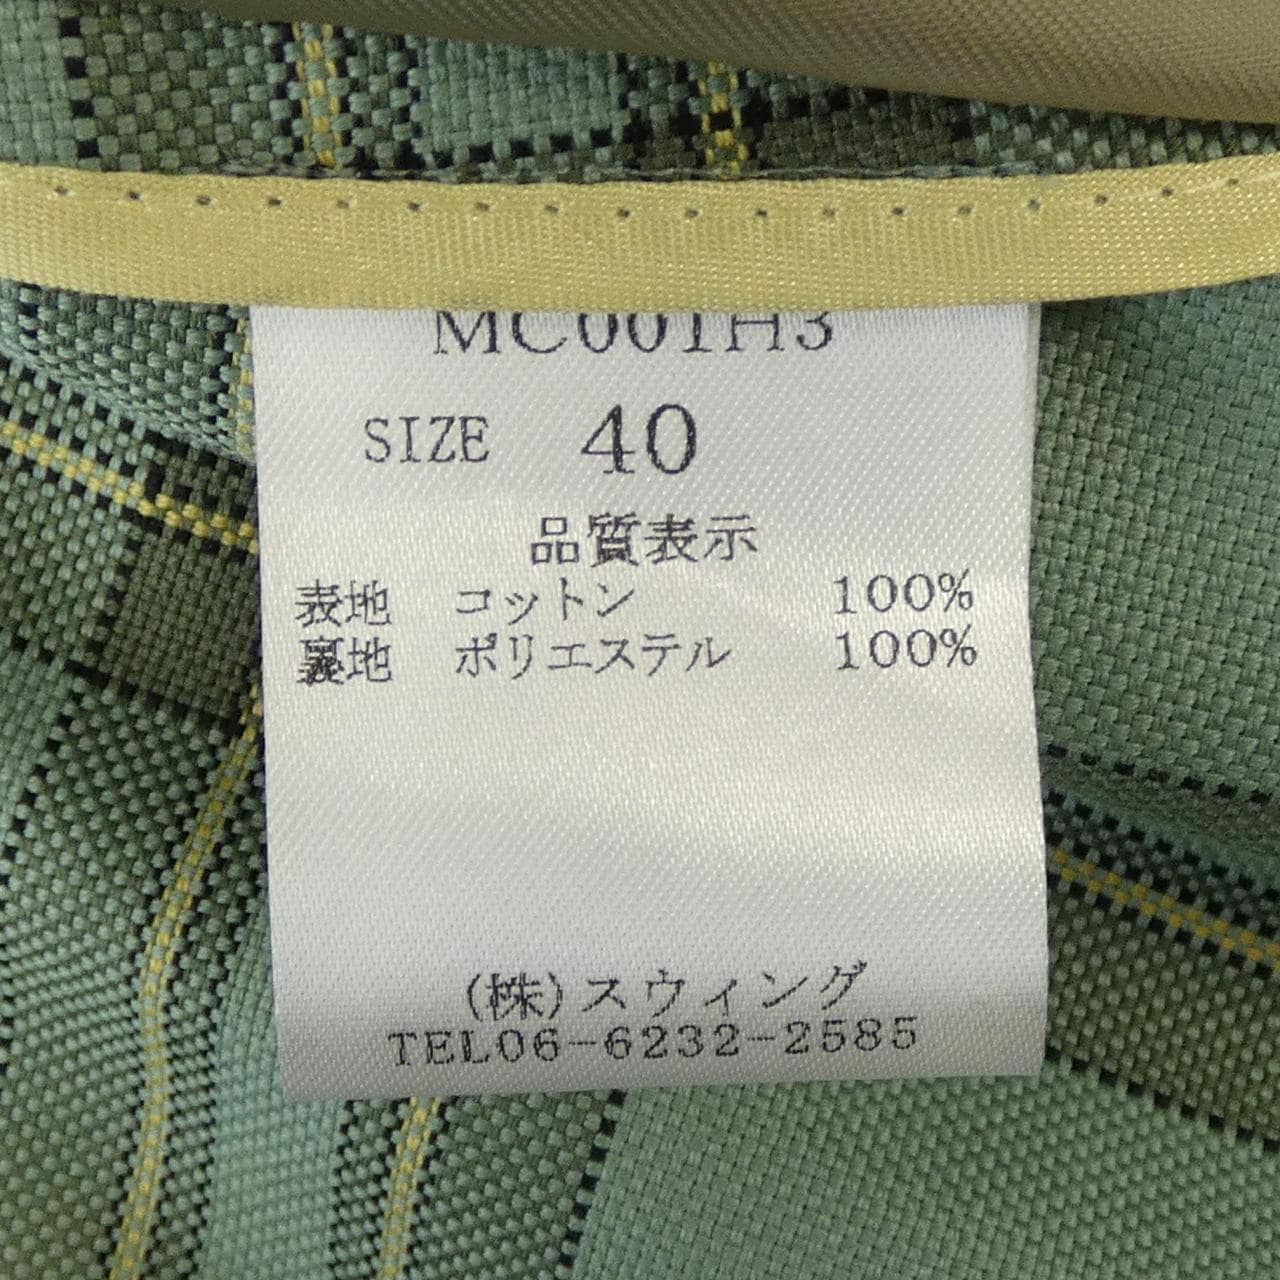 MC001H3
SIZE 40
品質表示
表地 コットン 100%
裏地 ポリエステル 100%
(株)スウィング
TEL06-6232-2585